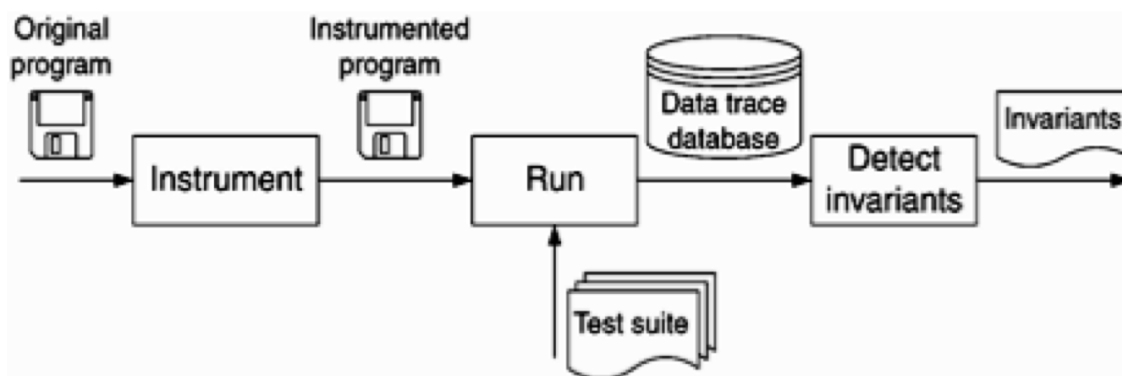 Original
program
Instrumented
program
Data trace
database
Invariants
Instrument
Run
Detect
invariants
Test suite